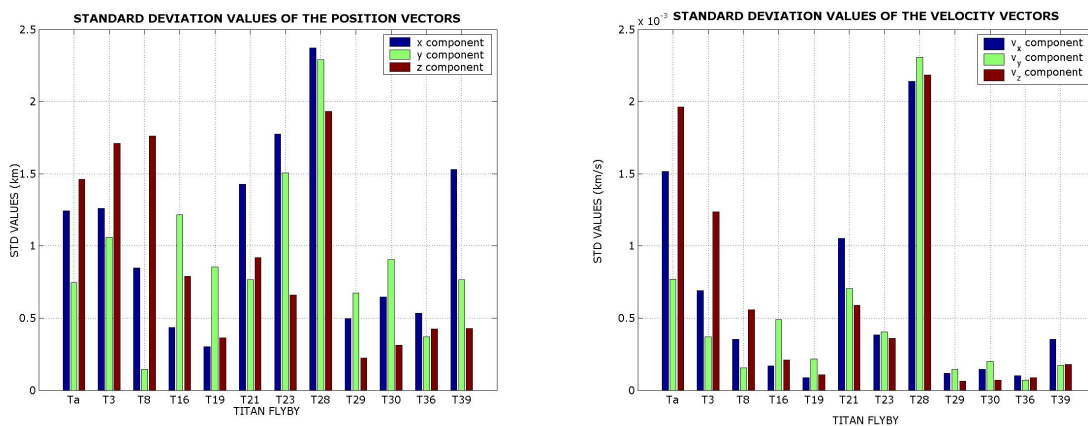 STANDARD DEVIATION VALUES OF THE POSITION VECTORS
2.5
2
1.5
1
0.5
0
STD VALUES (km)
x component
y component
z component
Ta T3 T8 T16 T19 T21 T23 T28 T29 T30 T36 T39
TITAN FLYBY
x 10⁻³
STANDARD DEVIATION VALUES OF THE VELOCITY VECTORS
2.5
2
1.5
1
0.5
0
STD VALUES (km/s)
vₓ component
v_y component
v_z component
Ta T3 T8 T16 T19 T21 T23 T28 T29 T30 T36 T39
TITAN FLYBY